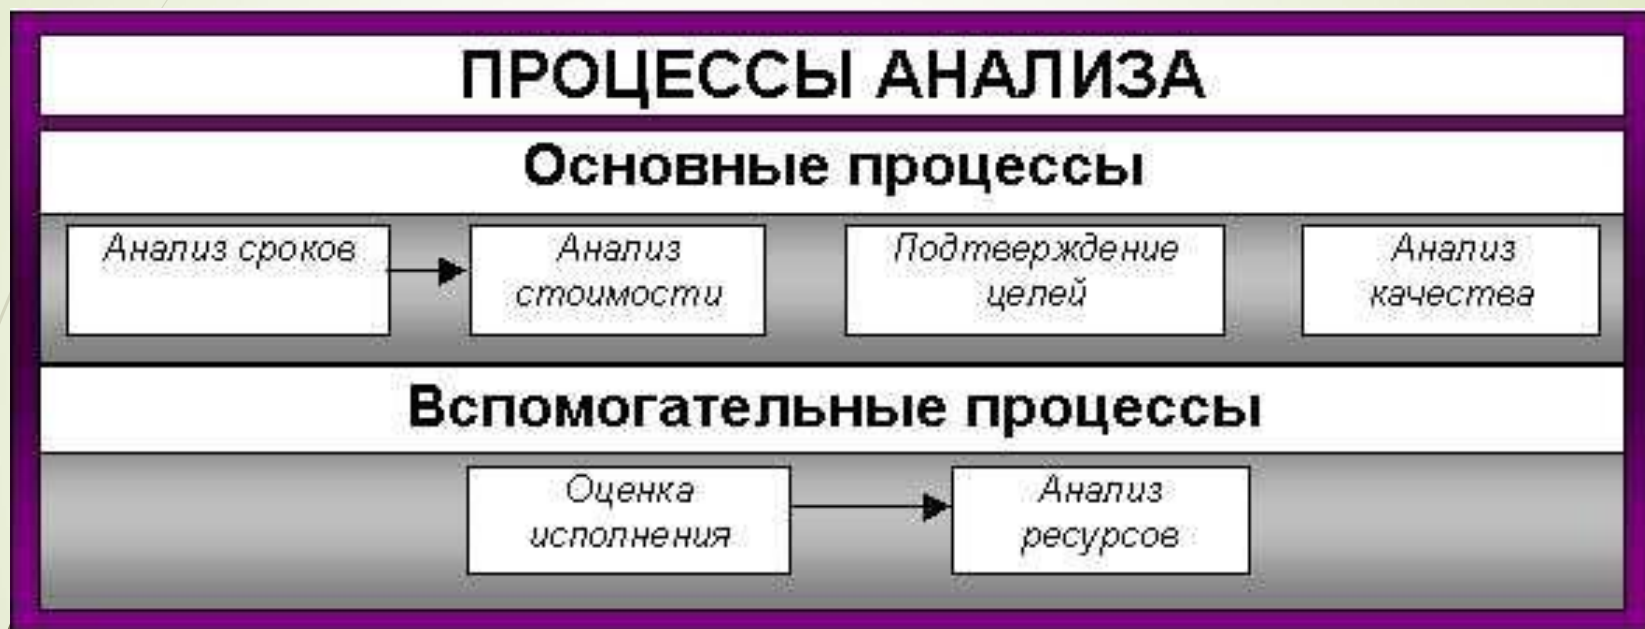 ПРОЦЕССЫ АНАЛИЗА
Основные процессы
Анализ сроков
Анализ
стоимости
Подтверждение
целей
Анализ
качества
Вспомогательные процессы
Оценка
исполнения
Анализ
ресурсов